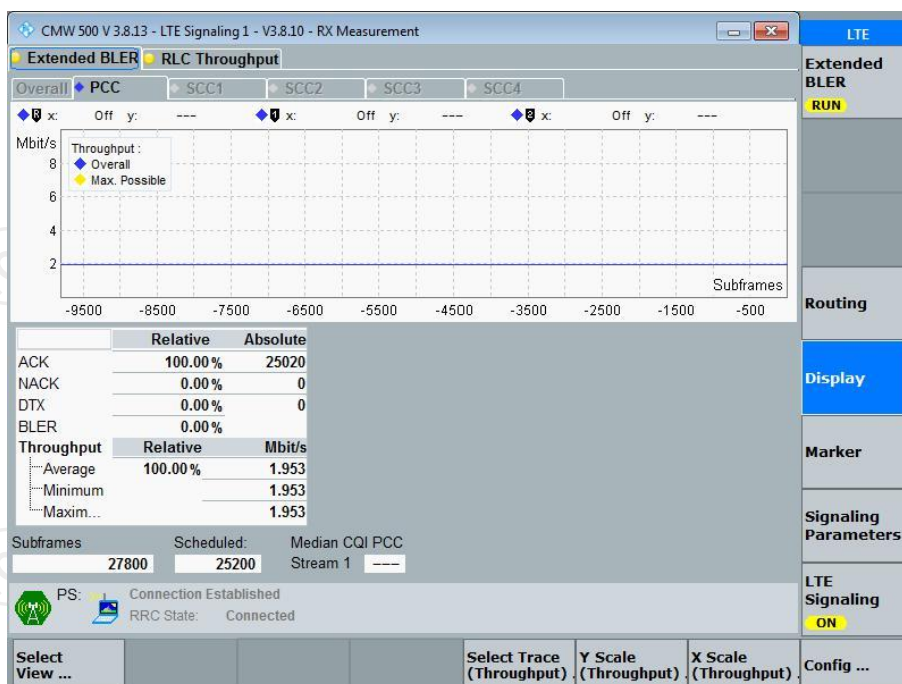 CMW 500 V 3.8.13 - LTE Signaling 1 - V3.8.10 - RX Measurement
LTE
Extended BLER RLC Throughput
Extended BLER
RUN
Overall PCC SCC1 SCC2 SCC3 SCC4
R x: Off y: --- 1 x: Off y: --- 2 x: Off y: ---
Mbit/s
Throughput :
Overall
Max. Possible
8
6
4
2
Subframes
-9500 -8500 -7500 -6500 -5500 -4500 -3500 -2500 -1500 -500
Routing
Display
Marker
Signaling Parameters
LTE Signaling
ON
Relative Absolute
ACK 100.00 % 25020
NACK 0.00 % 0
DTX 0.00 % 0
BLER 0.00 %
Throughput Relative Mbit/s
Average 100.00 % 1.953
Minimum 1.953
Maxim... 1.953
Subframes Scheduled: Median CQI PCC
27800 25200 Stream 1 ---
PS: Connection Established
RRC State: Connected
Select View ...
Select Trace (Throughput) .
Y Scale (Throughput) .
X Scale (Throughput) .
Config ...